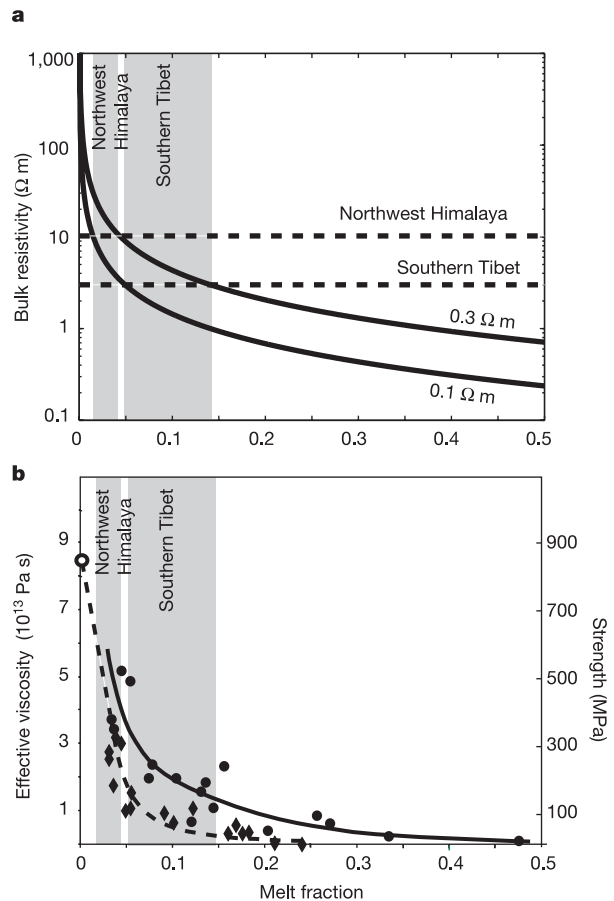 a
1,000
100
10
1
0.1
Bulk resistivity (Ω m)
Northwest
Himalaya
Southern Tibet
Northwest Himalaya
Southern Tibet
0.3 Ω m
0.1 Ω m
0 0.1 0.2 0.3 0.4 0.5
b
9
7
5
3
1
Effective viscosity (10¹³ Pa s)
Northwest
Himalaya
Southern Tibet
900
700
500
300
100
Strength (MPa)
0 0.1 0.2 0.3 0.4 0.5
Melt fraction